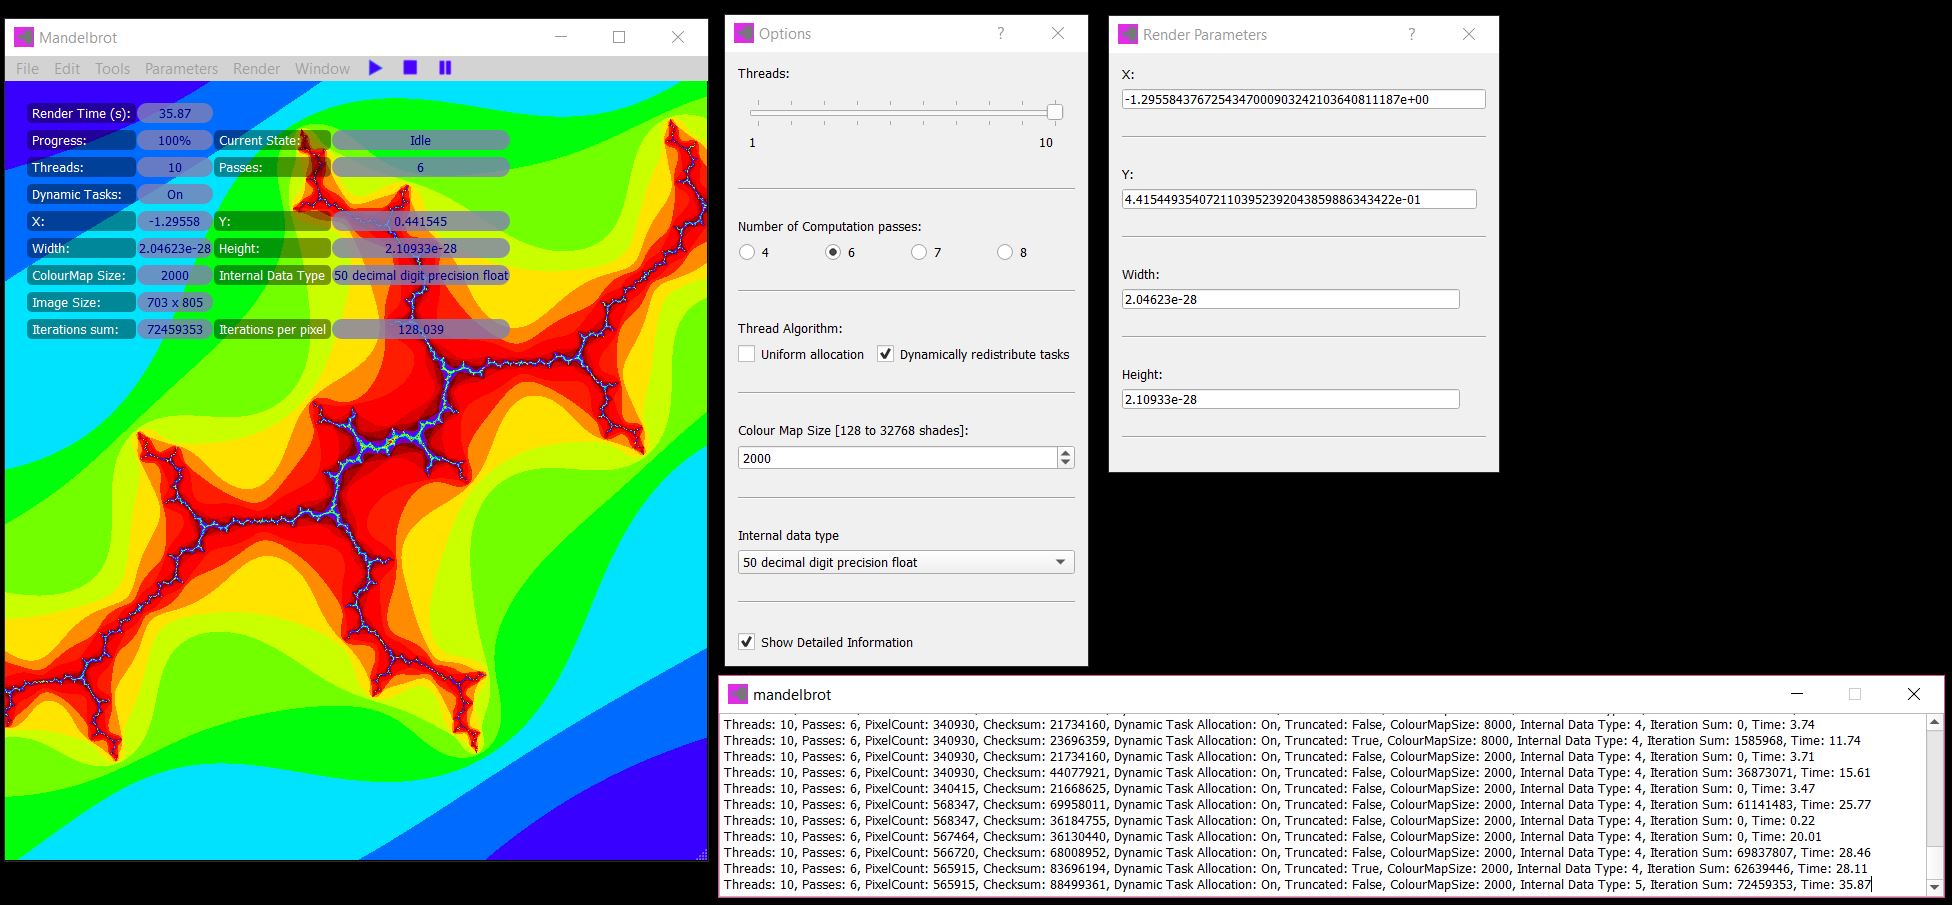 Mandelbrot
File Edit Tools Parameters Render Window
Render Time (s): 35.87
Progress: 100% Current State: Idle
Threads: 10 Passes: 6
Dynamic Tasks: On
X: -1.29558 Y: 0.441545
Width: 2.04623e-28 Height: 2.10933e-28
ColourMap Size: 2000 Internal Data Type 50 decimal digit precision float
Image Size: 703 x 805
Iterations sum: 72459353 Iterations per pixel 128.039
Options ?
Threads:
1 10
Number of Computation passes:
4 6 7 8
Thread Algorithm:
Uniform allocation Dynamically redistribute tasks
Colour Map Size [128 to 32768 shades]:
2000
Internal data type
50 decimal digit precision float
Show Detailed Information
Render Parameters ?
X:
-1.2955843767254347000903242103640811187e+00
Y:
4.4154493540721103952392043859886343422e-01
Width:
2.04623e-28
Height:
2.10933e-28
mandelbrot
Threads: 10, Passes: 6, PixelCount: 340930, Checksum: 21734160, Dynamic Task Allocation: On, Truncated: False, ColourMapSize: 8000, Internal Data Type: 4, Iteration Sum: 0, Time: 3.74
Threads: 10, Passes: 6, PixelCount: 340930, Checksum: 23696359, Dynamic Task Allocation: On, Truncated: True, ColourMapSize: 8000, Internal Data Type: 4, Iteration Sum: 1585968, Time: 11.74
Threads: 10, Passes: 6, PixelCount: 340930, Checksum: 21734160, Dynamic Task Allocation: On, Truncated: False, ColourMapSize: 2000, Internal Data Type: 4, Iteration Sum: 0, Time: 3.71
Threads: 10, Passes: 6, PixelCount: 340930, Checksum: 44077921, Dynamic Task Allocation: On, Truncated: False, ColourMapSize: 2000, Internal Data Type: 4, Iteration Sum: 36873071, Time: 15.61
Threads: 10, Passes: 6, PixelCount: 340415, Checksum: 21668625, Dynamic Task Allocation: On, Truncated: False, ColourMapSize: 2000, Internal Data Type: 4, Iteration Sum: 0, Time: 3.47
Threads: 10, Passes: 6, PixelCount: 568347, Checksum: 69958011, Dynamic Task Allocation: On, Truncated: False, ColourMapSize: 2000, Internal Data Type: 4, Iteration Sum: 61141483, Time: 25.77
Threads: 10, Passes: 6, PixelCount: 568347, Checksum: 36184755, Dynamic Task Allocation: On, Truncated: False, ColourMapSize: 2000, Internal Data Type: 4, Iteration Sum: 0, Time: 0.22
Threads: 10, Passes: 6, PixelCount: 567464, Checksum: 36130440, Dynamic Task Allocation: On, Truncated: False, ColourMapSize: 2000, Internal Data Type: 4, Iteration Sum: 0, Time: 20.01
Threads: 10, Passes: 6, PixelCount: 566720, Checksum: 68008952, Dynamic Task Allocation: On, Truncated: False, ColourMapSize: 2000, Internal Data Type: 4, Iteration Sum: 69837807, Time: 28.46
Threads: 10, Passes: 6, PixelCount: 565915, Checksum: 83696194, Dynamic Task Allocation: On, Truncated: True, ColourMapSize: 2000, Internal Data Type: 4, Iteration Sum: 62639446, Time: 28.11
Threads: 10, Passes: 6, PixelCount: 565915, Checksum: 88499361, Dynamic Task Allocation: On, Truncated: False, ColourMapSize: 2000, Internal Data Type: 5, Iteration Sum: 72459353, Time: 35.87